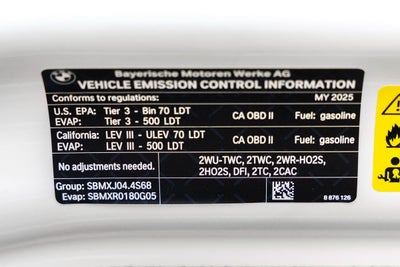 Bayerische Motoren Werke AG
VEHICLE EMISSION CONTROL INFORMATION
Conforms to regulations: MY 2025
U.S. EPA: Tier 3 - Bin 70 LDT CA OBD II Fuel: gasoline
EVAP: Tier 3 - 500 LDT
California: LEV III - ULEV 70 LDT CA OBD II Fuel: gasoline
EVAP: LEV III - 500 LDT
No adjustments needed. 2WU-TWC, 2TWC, 2WR-HO2S,
2HO2S, DFI, 2TC, 2CAC
Group: SBMXJ04.4S68
Evap: SBMXR0180G05 8 876 126